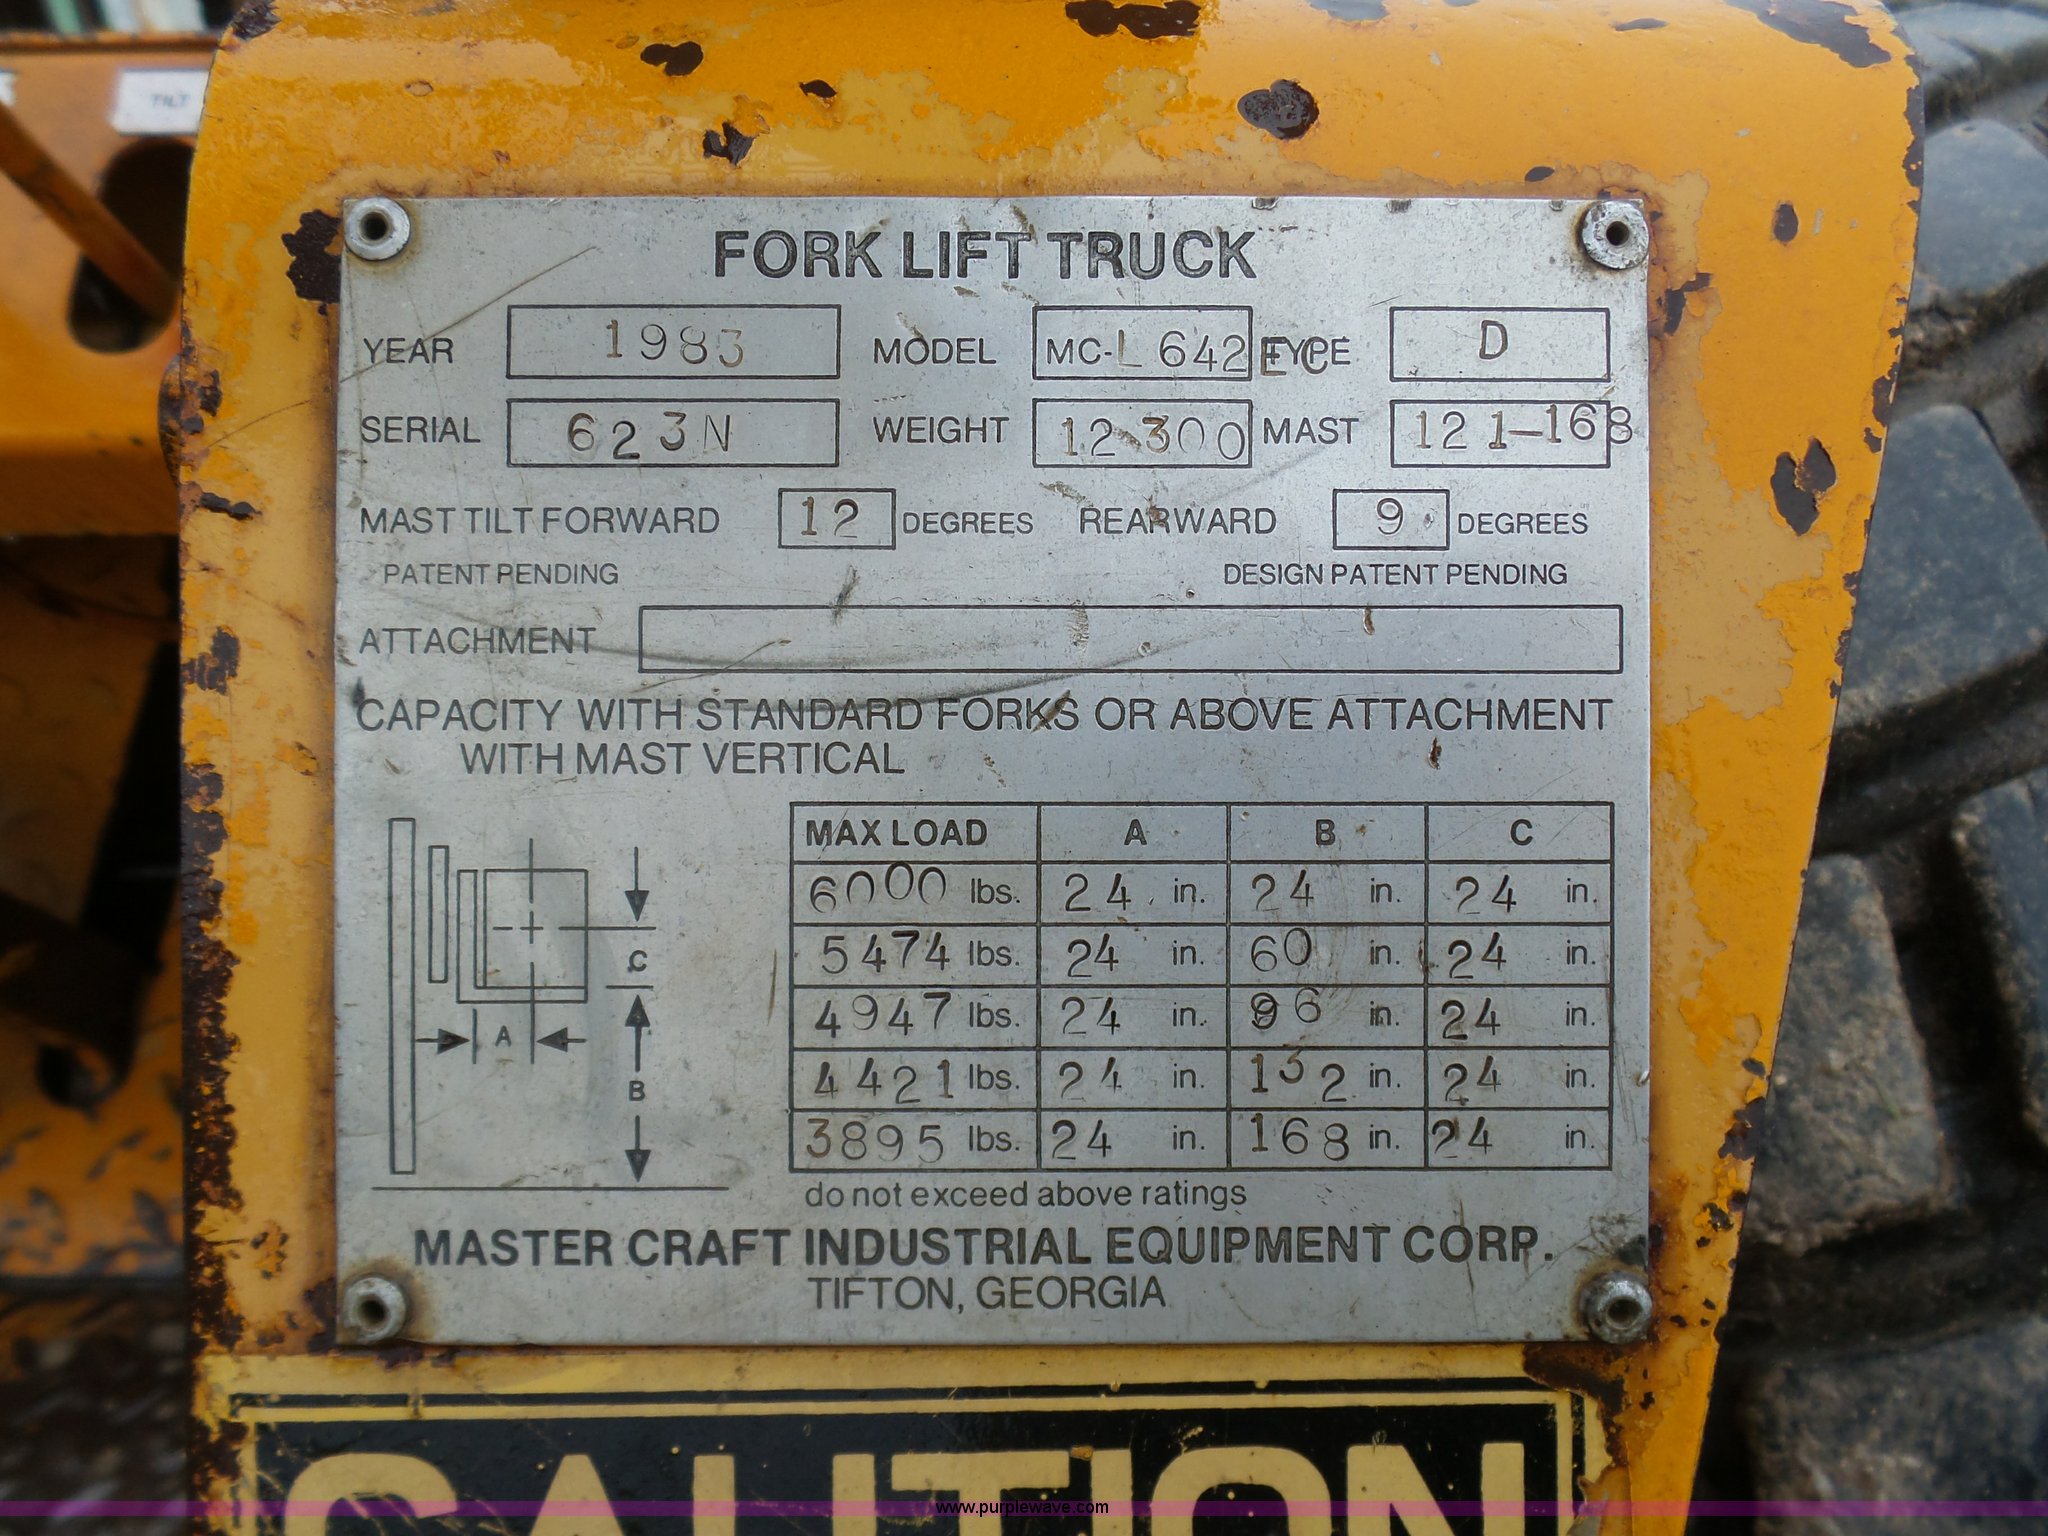 TILT
FORK LIFT TRUCK
YEAR 1983 MODEL MC-L642EC TYPE D
SERIAL 623N WEIGHT 12300 MAST 121-168
MAST TILT FORWARD 12 DEGREES REARWARD 9 DEGREES
PATENT PENDING DESIGN PATENT PENDING
ATTACHMENT
CAPACITY WITH STANDARD FORKS OR ABOVE ATTACHMENT
WITH MAST VERTICAL
C
A
B
MAX LOAD A B C
6000 lbs. 24 in. 24 in. 24 in.
5474 lbs. 24 in. 60 in. 24 in.
4947 lbs. 24 in. 96 in. 24 in.
4421 lbs. 24 in. 132 in. 24 in.
3895 lbs. 24 in. 168 in. 24 in.
do not exceed above ratings
MASTER CRAFT INDUSTRIAL EQUIPMENT CORP.
TIFTON, GEORGIA
CAUTION
www.purplewave.com